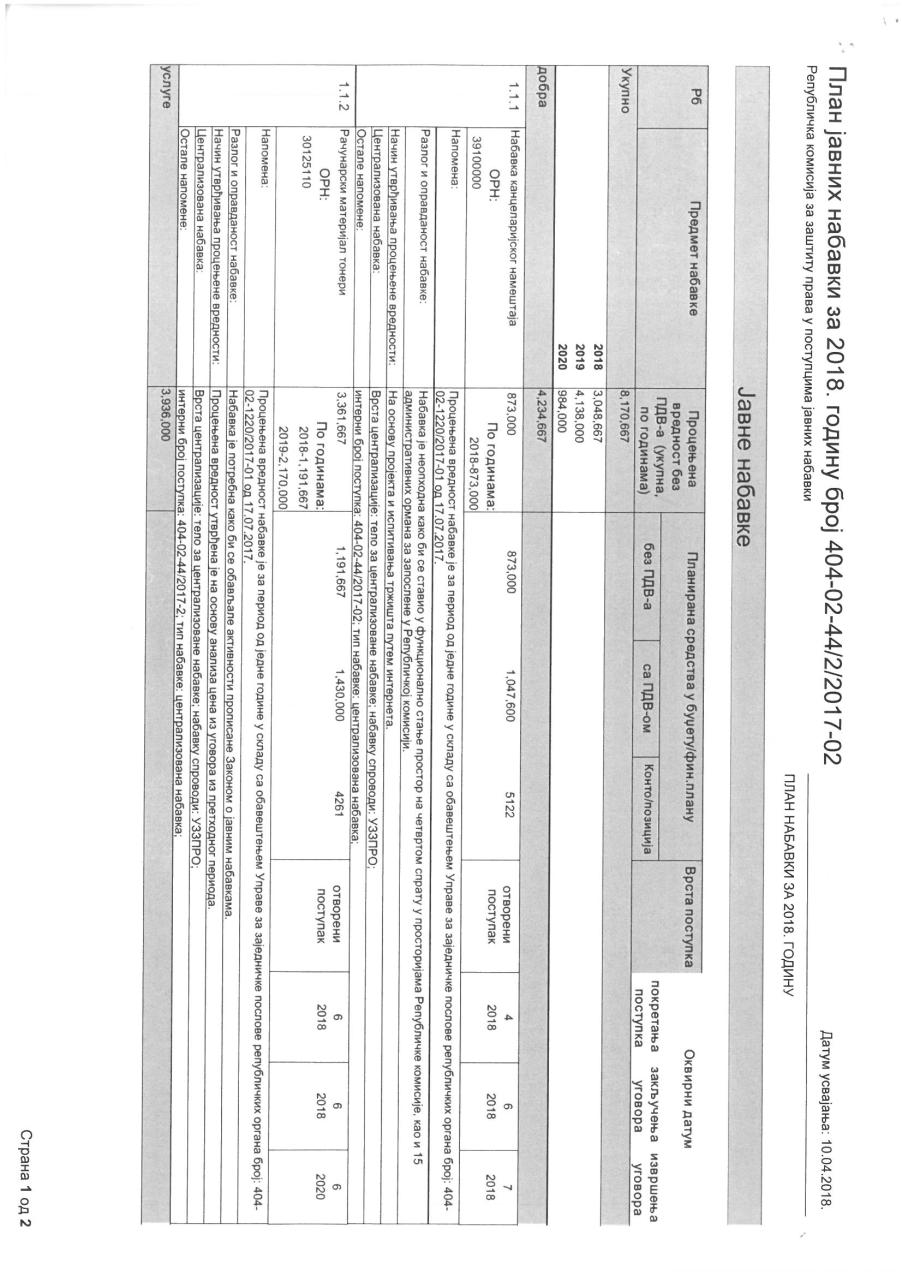 План јавних набавки за 2018. годину број 404-02-44/2/2017-02
Републичка комисија за заштиту права у поступцима јавних набавки
Датум усвајања: 10.04.2018.
ПЛАН НАБАВКИ ЗА 2018. ГОДИНУ
Јавне набавке
Рб
Предмет набавке
Процењена
вредност без
ПДВ-а (укупна,
по годинама)
Планирана средства у буџету/фин.плану
без ПДВ-а
са ПДВ-ом
Конто/позиција
Врста поступка
Оквирни датум
покретања
поступка
закључења
уговора
извршења
уговора
Укупно 8,170,667
2018 3,048,667
2019 4,138,000
2020 984,000
добра 4,234,667
1.1.1 Набавка канцеларијског намештаја 873,000 873,000 1,047,600 5122 отворени поступак 4 2018 6 2018 7 2018
ОРН: По годинама:
39100000 2018-873,000
Напомена: Процењена вредност набавке је за период од једне године у складу са обавештењем Управе за заједничке послове републичких органа број: 404-
02-1220/2017-01 од 17.07.2017.
Разлог и оправданост набавке: Набавка је неопходна како би се ставио у функционално стање простор на четвртом спрату у просторијама Републичке комисије, као и 15
административних ормана за запослене у Републичкој комисији.
Начин утврђивања процењене вредности: На основу пројекта и испитивања тржишта путем интернета.
Централизована набавка: Врста централизације: тело за централизоване набавке; набавку спроводи: УЗЗПРО;
Остале напомене: интерни број поступка: 404-02-44/2017-02; тип набавке: централизована набавка;
1.1.2 Рачунарски материјал тонери 3,361,667 1,191,667 1,430,000 4261 отворени поступак 6 2018 6 2018 6 2020
ОРН: По годинама:
30125110 2018-1,191,667
2019-2,170,000
Напомена: Процењена вредност набавке је за период од једне године у складу са обавештењем Управе за заједничке послове републичких органа број: 404-
02-1220/2017-01 од 17.07.2017.
Разлог и оправданост набавке: Набавка је потребна како би се обављале активности прописане Законом о јавним набавкама.
Начин утврђивања процењене вредности: Процењена вредност утврђена је на основу анализа цена из уговора из претходног периода.
Централизована набавка: Врста централизације: тело за централизоване набавке; набавку спроводи: УЗЗПРО;
Остале напомене: интерни број поступка: 404-02-44/2017-2; тип набавке: централизована набавка;
услуге 3,936,000
Страна 1 од 2